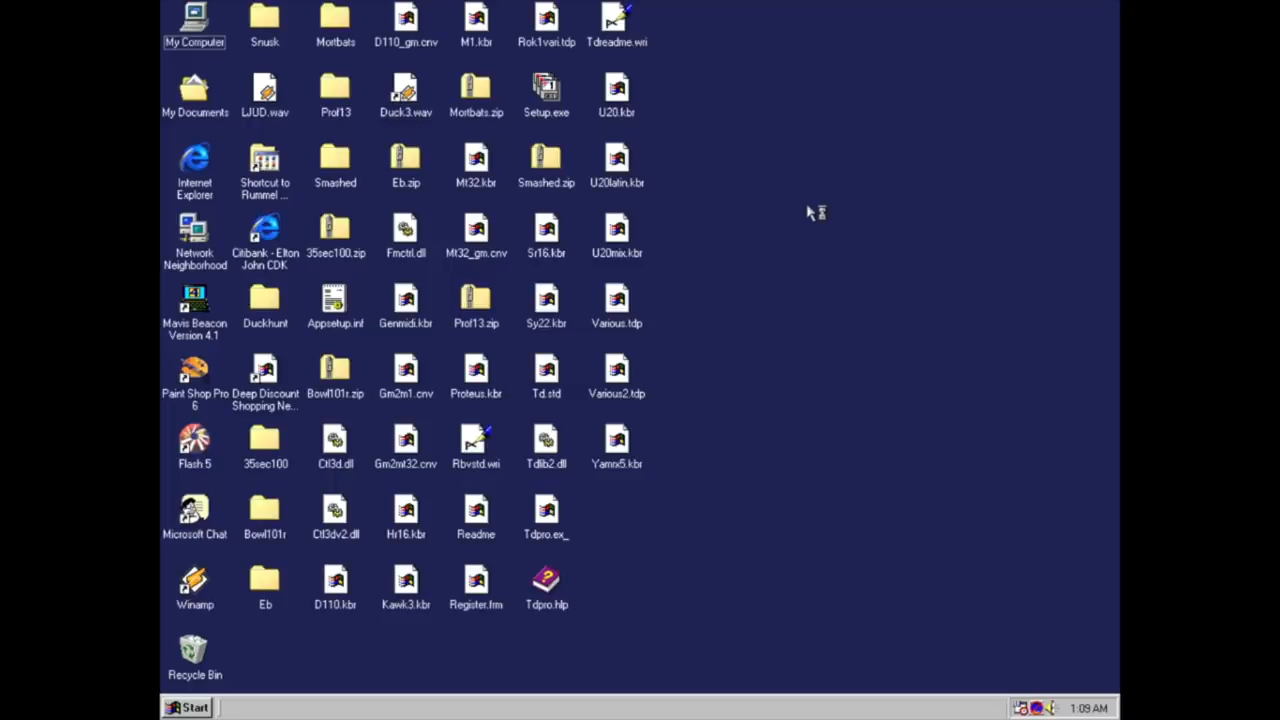 My Computer
Snusk
Mortbats
D110_gm.cnv
M1.kbr
Rok1vari.tdp
Tdreadme.wri
My Documents
LJUD.wav
Prof13
Duck3.wav
Mortbats.zip
Setup.exe
U20.kbr
Internet
Explorer
Shortcut to
Rummel ...
Smashed
Eb.zip
Mt32.kbr
Smashed.zip
U20latin.kbr
Network
Neighborhood
Citibank - Elton
John CDK
35sec100.zip
Fmctrl.dll
Mt32_gm.cnv
Sr16.kbr
U20mix.kbr
Mavis Beacon
Version 4.1
Duckhunt
Appsetup.inf
Genmidi.kbr
Prof13.zip
Sy22.kbr
Various.tdp
Paint Shop Pro
6
Deep Discount
Shopping Ne...
Bowl101r.zip
Gm2m1.cnv
Proteus.kbr
Td.std
Various2.tdp
Flash 5
35sec100
Ctl3d.dll
Gm2mt32.cnv
Rbvstd.wri
Tdlib2.dll
Yamrx5.kbr
Microsoft Chat
Bowl101r
Ctl3dv2.dll
Hr16.kbr
Readme
Tdpro.ex_
Winamp
Eb
D110.kbr
Kawk3.kbr
Register.frm
Tdpro.hlp
Recycle Bin
Start
1:09 AM